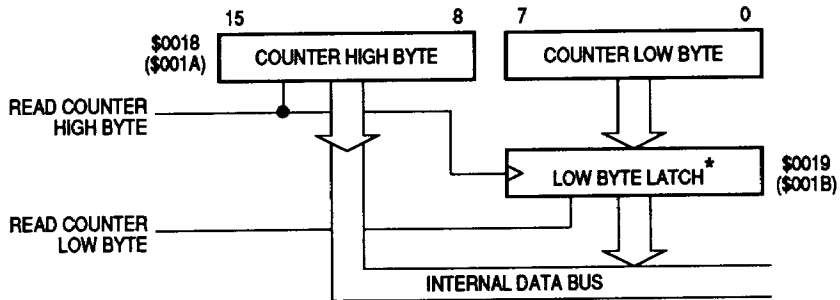 15 8 7 0
$0018
($001A)
COUNTER HIGH BYTE
COUNTER LOW BYTE
READ COUNTER
HIGH BYTE
LOW BYTE LATCH*
$0019
($001B)
READ COUNTER
LOW BYTE
INTERNAL DATA BUS